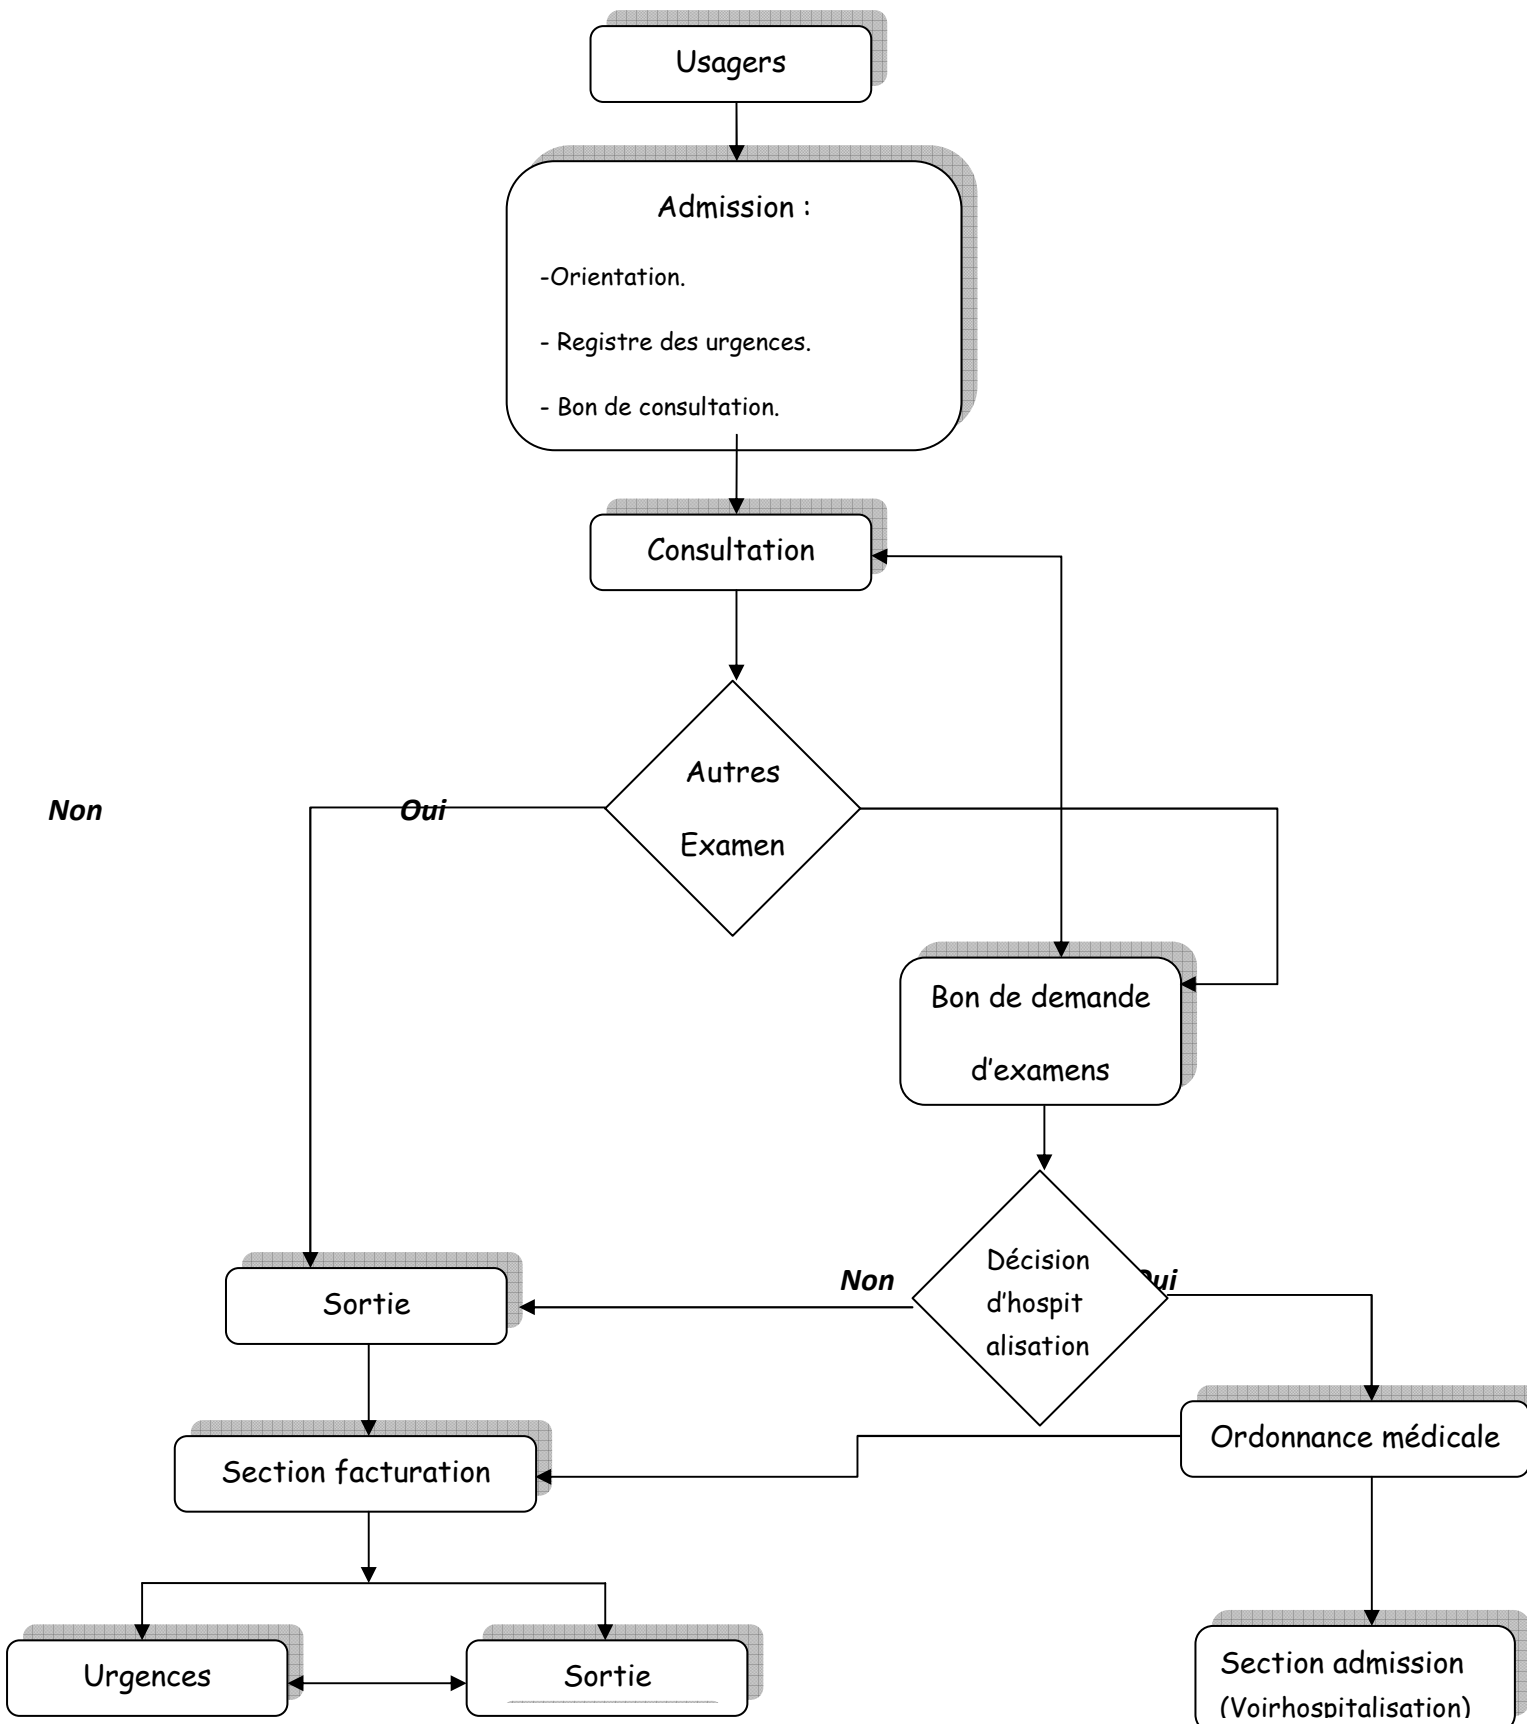 Usagers
Admission :
-Orientation.
- Registre des urgences.
- Bon de consultation.
Consultation
Autres
Examen
Non
Oui
Bon de demande
d'examens
Décision
d'hospit
alisation
Non
Oui
Sortie
Ordonnance médicale
Section facturation
Urgences
Sortie
Section admission
(Voirhospitalisation)